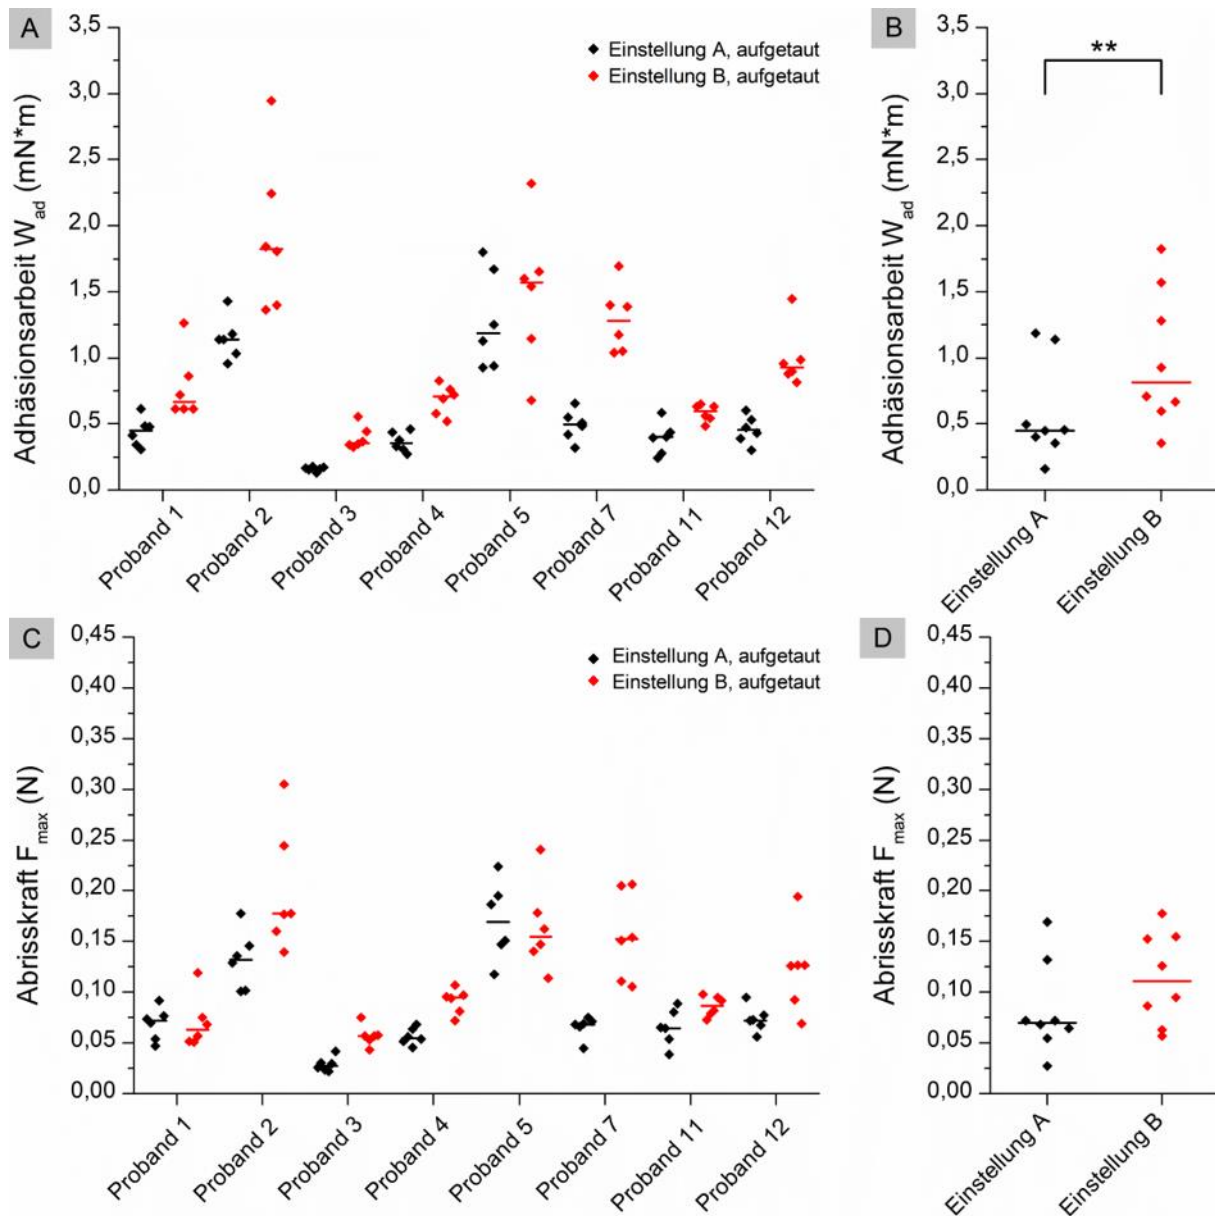 A
Adhäsionsarbeit W_ad (mN*m)
3,5
3,0
2,5
2,0
1,5
1,0
0,5
0,0
Einstellung A, aufgetaut
Einstellung B, aufgetaut
Proband 1
Proband 2
Proband 3
Proband 4
Proband 5
Proband 7
Proband 11
Proband 12
B
Adhäsionsarbeit W_ad (mN*m)
3,5
3,0
2,5
2,0
1,5
1,0
0,5
0,0
**
Einstellung A
Einstellung B
C
Abrisskraft F_max (N)
0,45
0,40
0,35
0,30
0,25
0,20
0,15
0,10
0,05
0,00
Einstellung A, aufgetaut
Einstellung B, aufgetaut
Proband 1
Proband 2
Proband 3
Proband 4
Proband 5
Proband 7
Proband 11
Proband 12
D
Abrisskraft F_max (N)
0,45
0,40
0,35
0,30
0,25
0,20
0,15
0,10
0,05
0,00
Einstellung A
Einstellung B